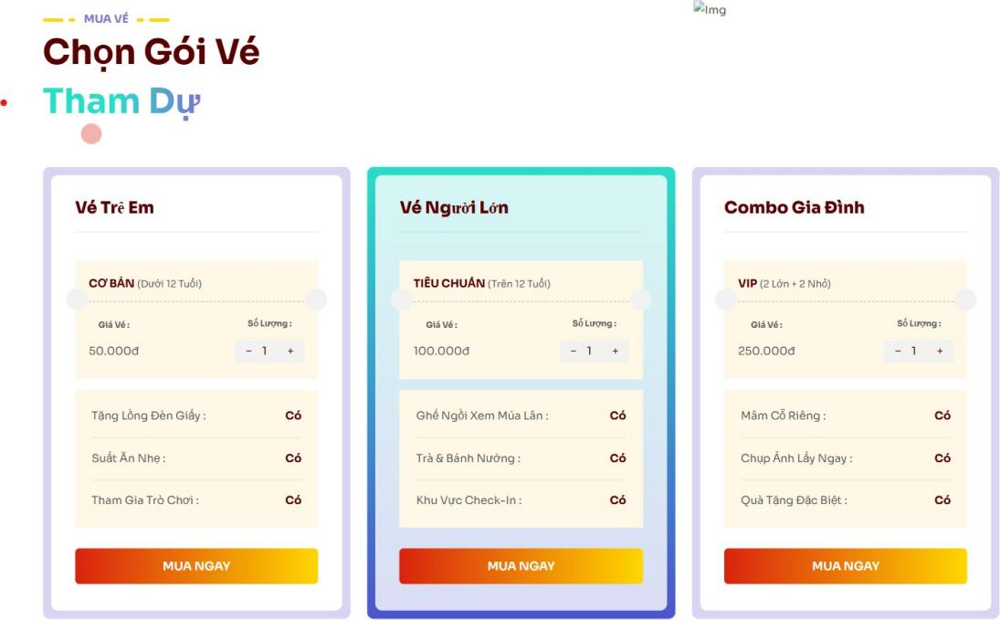 Img
MUA VÉ
Chọn Gói Vé
Tham Dự
Vé Trẻ Em
CƠ BẢN (Dưới 12 Tuổi)
Giá Vé :
Số Lượng :
50.000đ
− 1 +
Tặng Lồng Đèn Giấy : Có
Suất Ăn Nhẹ : Có
Tham Gia Trò Chơi : Có
MUA NGAY
Vé Người Lớn
TIÊU CHUẨN (Trên 12 Tuổi)
Giá Vé :
Số Lượng :
100.000đ
− 1 +
Ghế Ngồi Xem Múa Lân : Có
Trà & Bánh Nướng : Có
Khu Vực Check-In : Có
MUA NGAY
Combo Gia Đình
VIP (2 Lớn + 2 Nhỏ)
Giá Vé :
Số Lượng :
250.000đ
− 1 +
Mâm Cỗ Riêng : Có
Chụp Ảnh Lấy Ngay : Có
Quà Tặng Đặc Biệt : Có
MUA NGAY